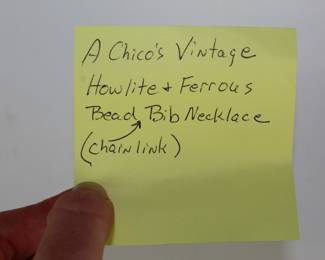 A Chico's Vintage
Howlite + Ferrous
Bead Bib Necklace
(chain link)